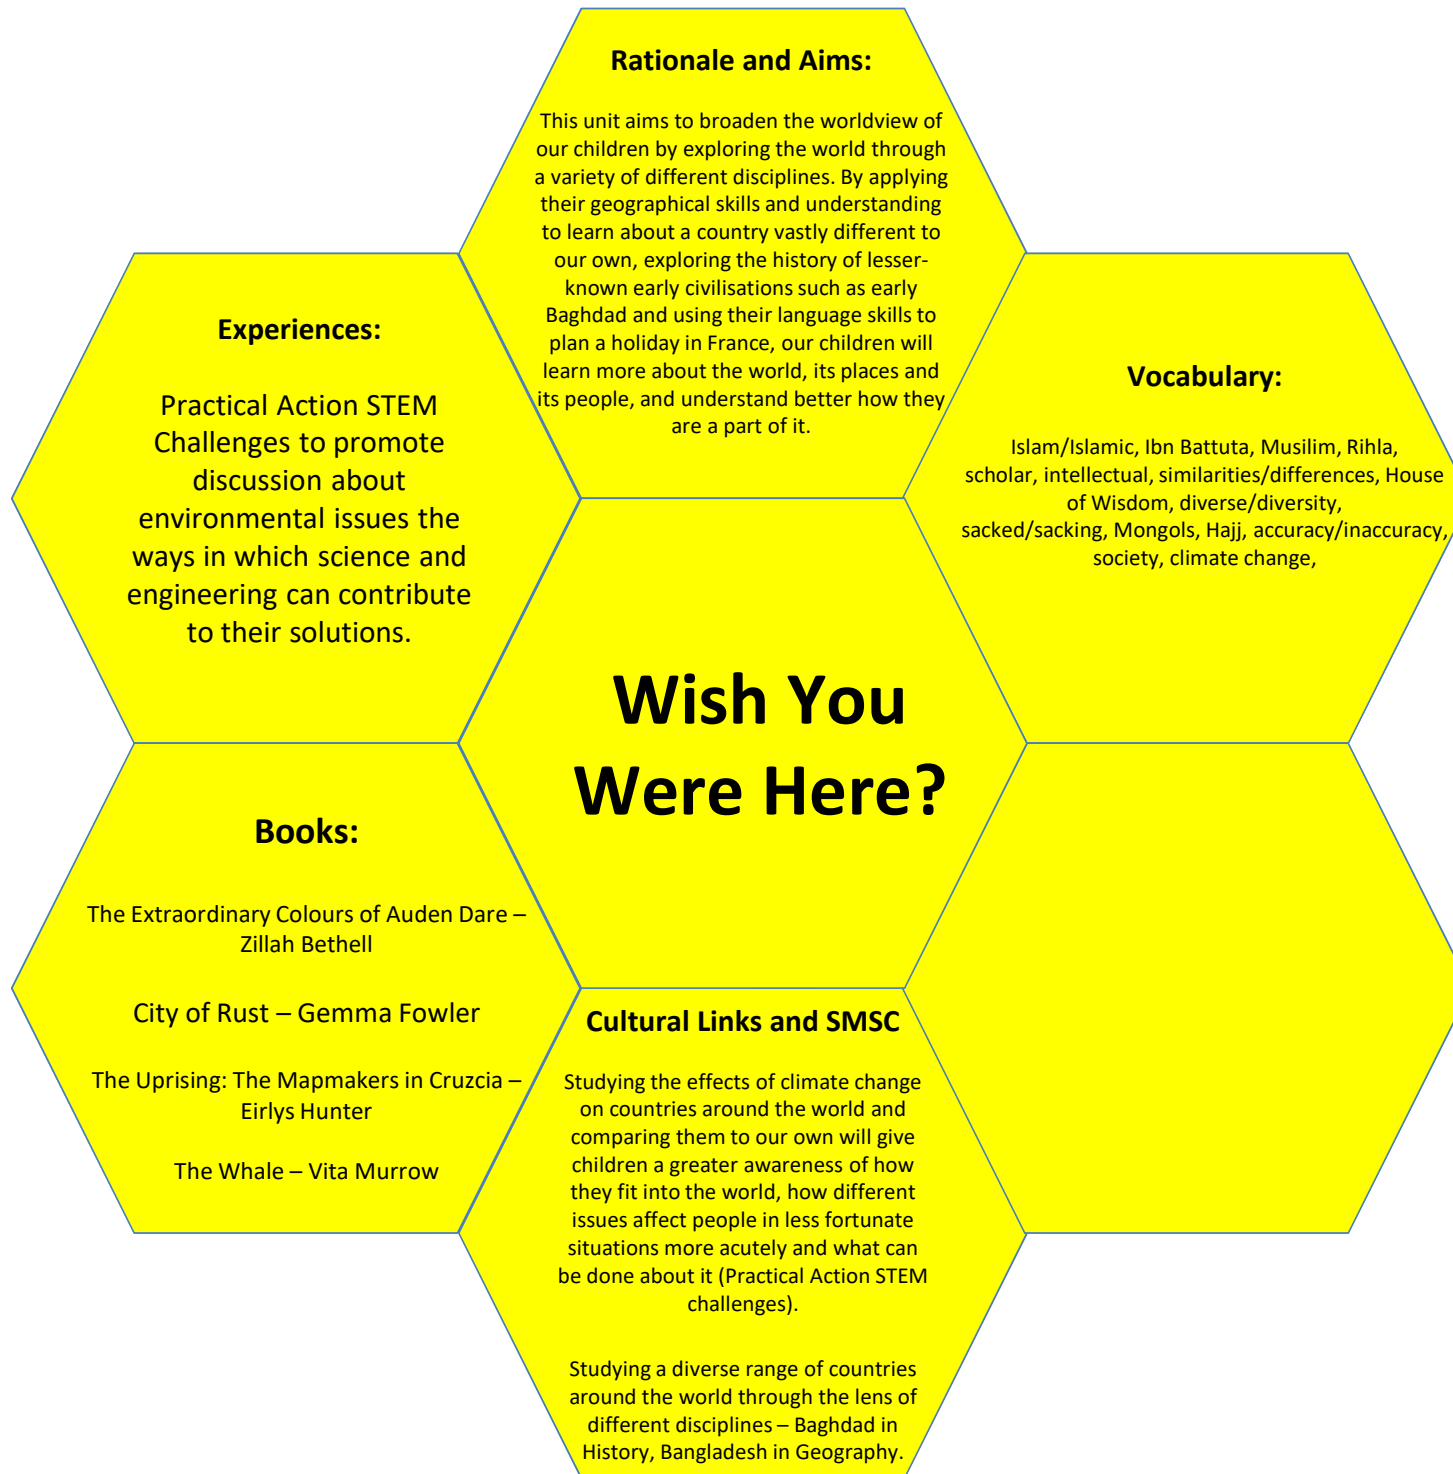 Rationale and Aims:
This unit aims to broaden the worldview of
our children by exploring the world through
a variety of different disciplines. By applying
their geographical skills and understanding
to learn about a country vastly different to
our own, exploring the history of lesser-
known early civilisations such as early
Baghdad and using their language skills to
plan a holiday in France, our children will
learn more about the world, its places and
its people, and understand better how they
are a part of it.
Experiences:
Practical Action STEM
Challenges to promote
discussion about
environmental issues the
ways in which science and
engineering can contribute
to their solutions.
Vocabulary:
Islam/Islamic, Ibn Battuta, Musilim, Rihla,
scholar, intellectual, similarities/differences, House
of Wisdom, diverse/diversity,
sacked/sacking, Mongols, Hajj, accuracy/inaccuracy,
society, climate change,
Wish You
Were Here?
Books:
The Extraordinary Colours of Auden Dare –
Zillah Bethell
City of Rust – Gemma Fowler
The Uprising: The Mapmakers in Cruzcia –
Eirlys Hunter
The Whale – Vita Murrow
Cultural Links and SMSC
Studying the effects of climate change
on countries around the world and
comparing them to our own will give
children a greater awareness of how
they fit into the world, how different
issues affect people in less fortunate
situations more acutely and what can
be done about it (Practical Action STEM
challenges).
Studying a diverse range of countries
around the world through the lens of
different disciplines – Baghdad in
History, Bangladesh in Geography.